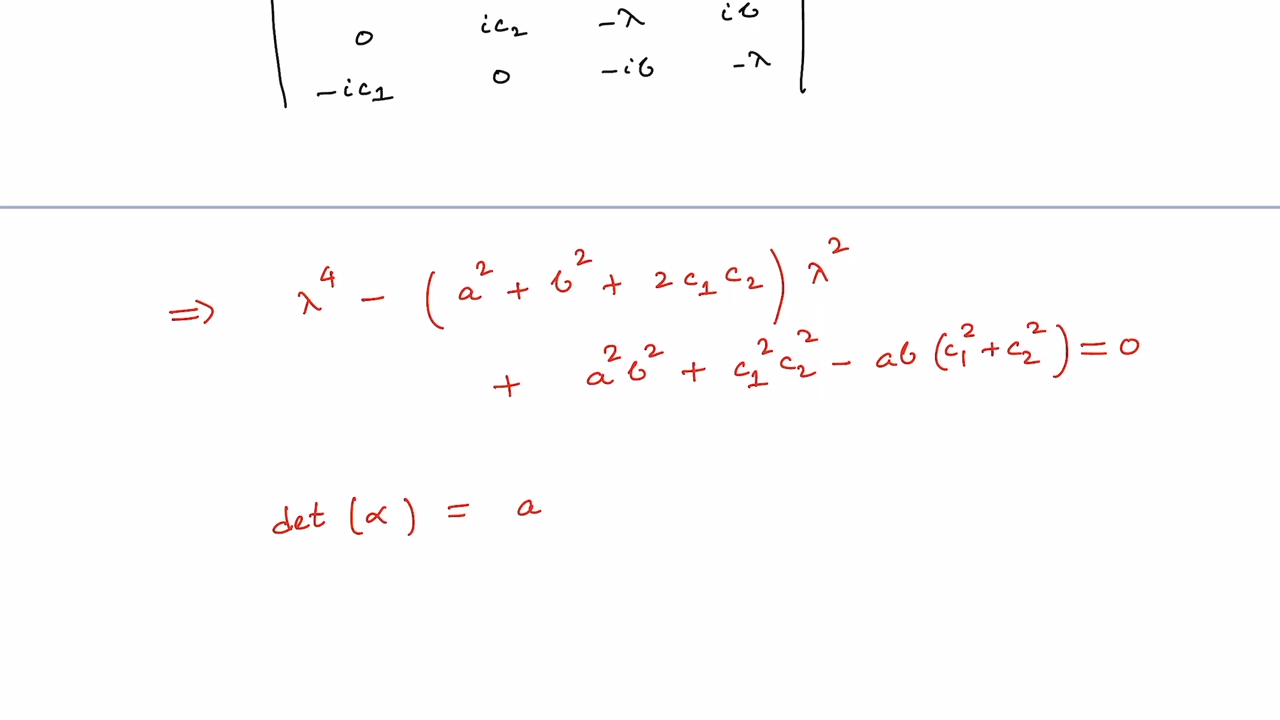 0 ic₂ -λ ib
-ic₁ 0 -ib -λ
⇒ λ⁴ - (a² + b² + 2c₁c₂) λ²
+ a²b² + c₁²c₂² - ab(c₁²+c₂²) = 0
det(α) = a